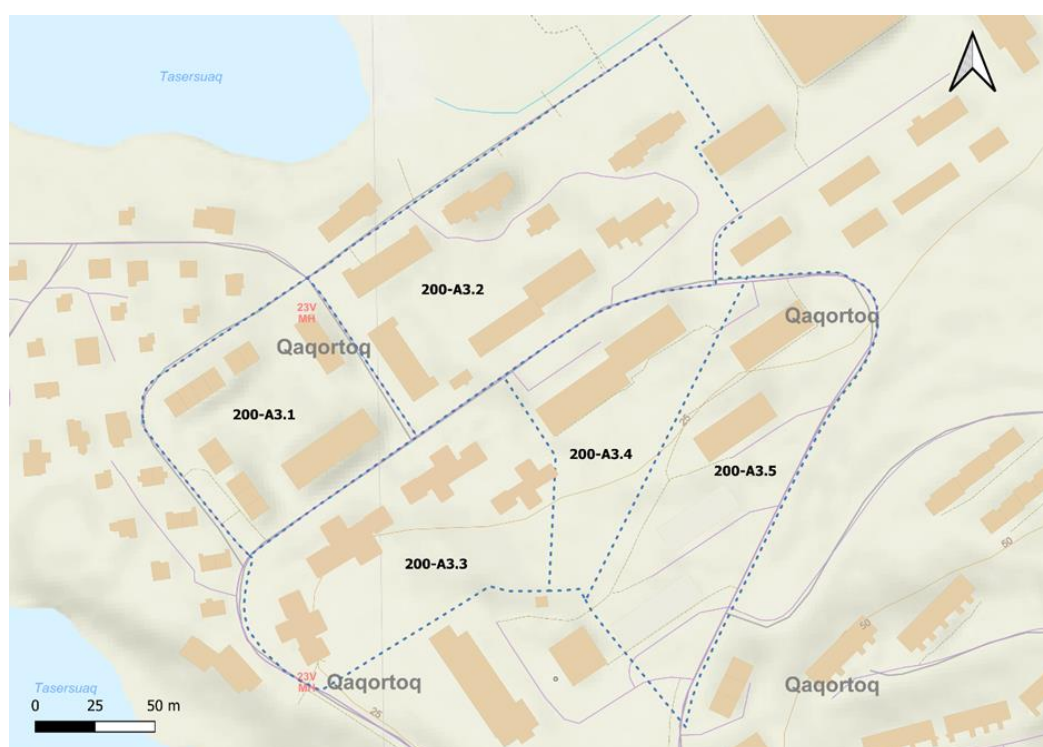 Tasersuaq
200-A3.2
23V
MH
Qaqortoq
Qaqortoq
200-A3.1
25
200-A3.4
200-A3.5
200-A3.3
50
50
Qaqortoq
23V
MH
Qaqortoq
Tasersuaq
25
0 25 50 m